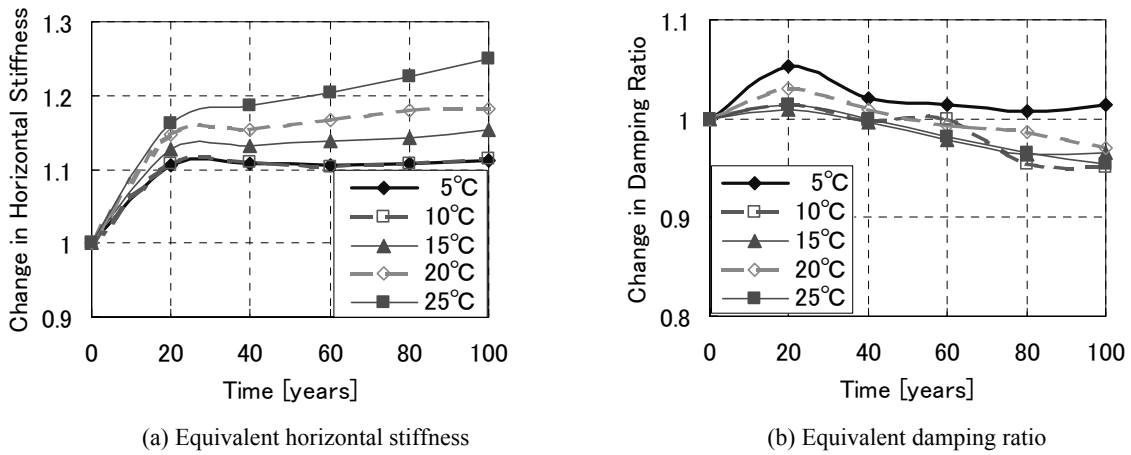 Change in Horizontal Stiffness
1.3
1.2
1.1
1
0.9
0 20 40 60 80 100
Time [years]
5℃
10℃
15℃
20℃
25℃
(a) Equivalent horizontal stiffness
Change in Damping Ratio
1.1
1
0.9
0.8
0 20 40 60 80 100
Time [years]
5℃
10℃
15℃
20℃
25℃
(b) Equivalent damping ratio